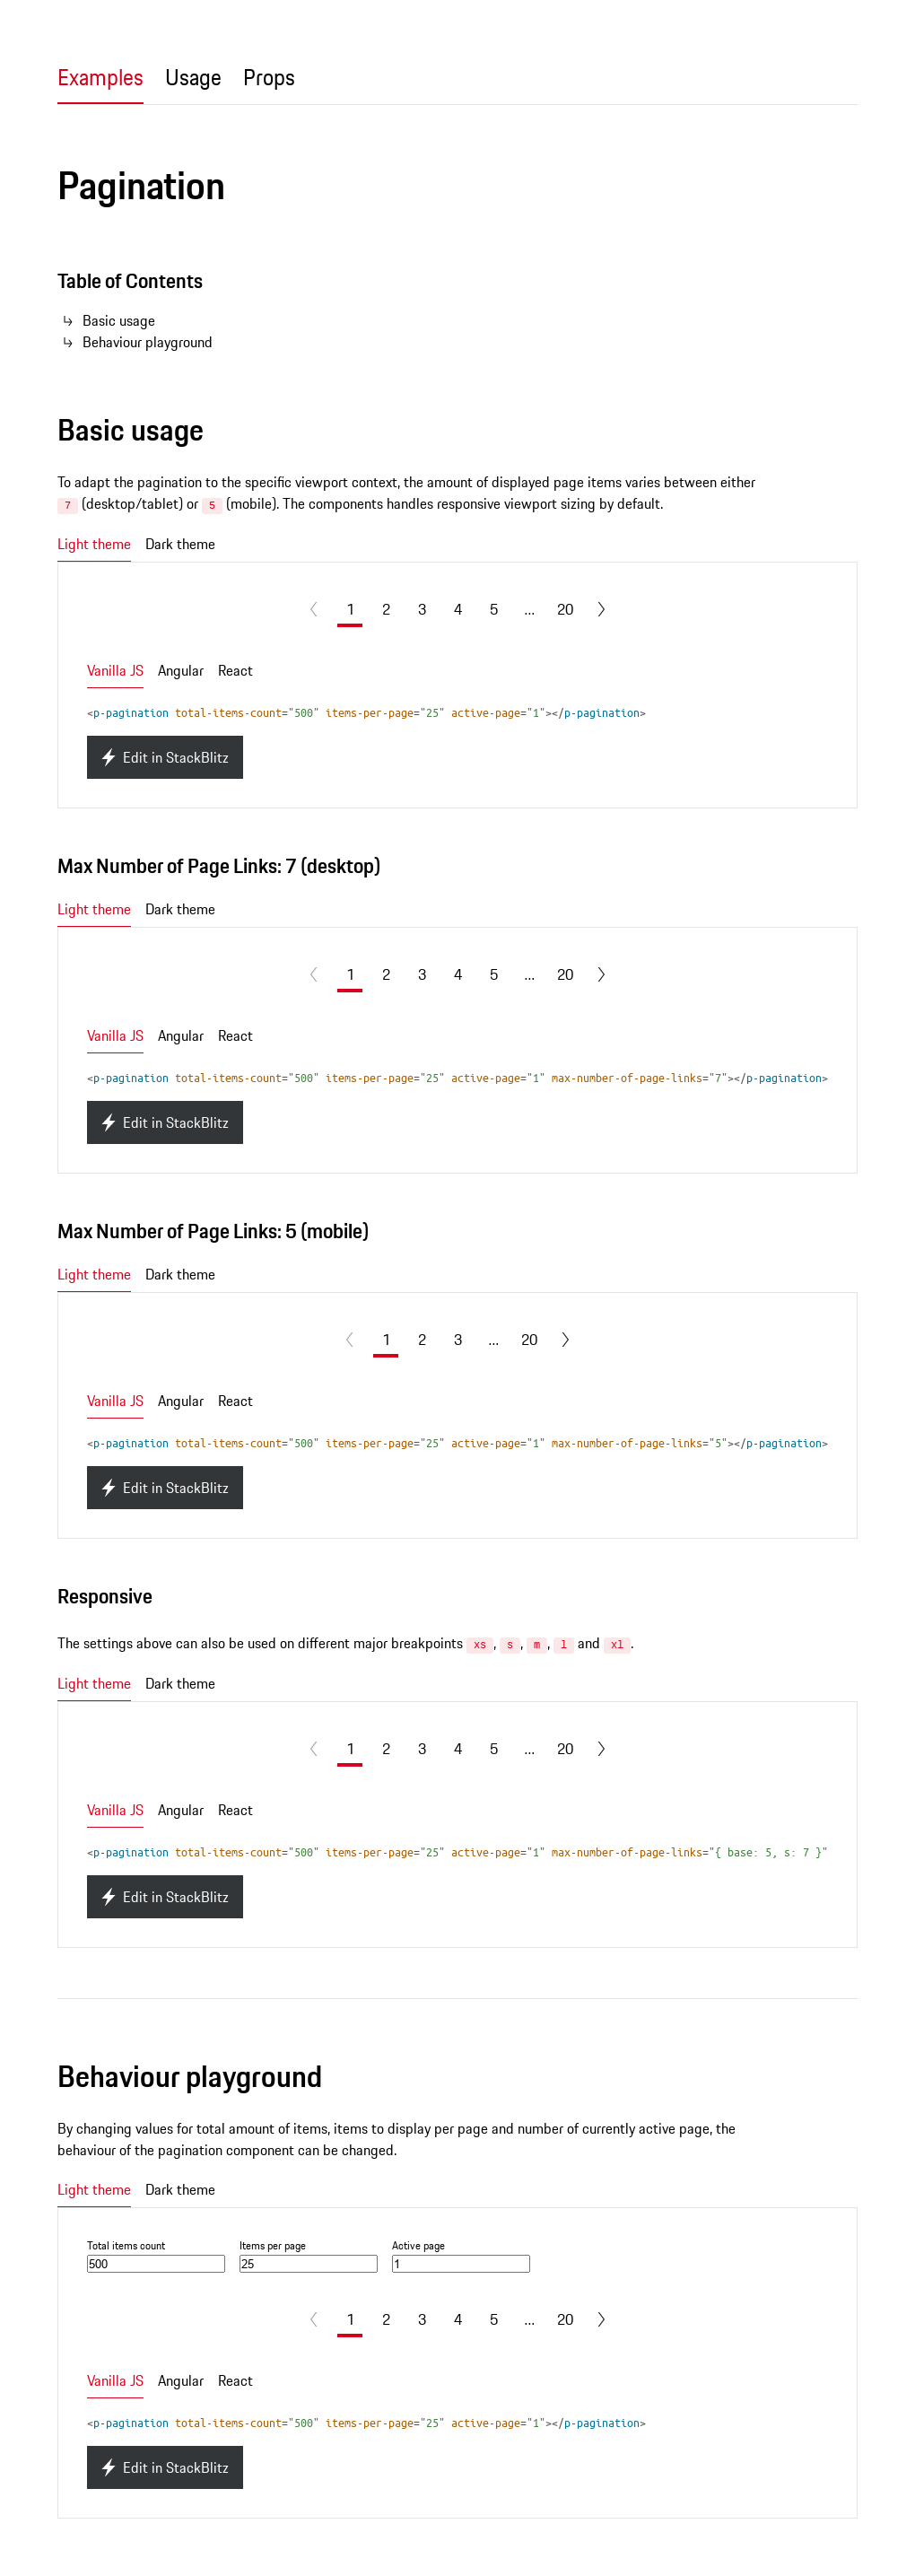 Examples Usage Props
Pagination
Table of Contents
Basic usage
Behaviour playground
Basic usage
To adapt the pagination to the specific viewport context, the amount of displayed page items varies between either
7 (desktop/tablet) or 5 (mobile). The components handles responsive viewport sizing by default.
Light theme Dark theme
1 2 3 4 5 ... 20
Vanilla JS Angular React
<p-pagination total-items-count="500" items-per-page="25" active-page="1"></p-pagination>
Edit in StackBlitz
Max Number of Page Links: 7 (desktop)
Light theme Dark theme
1 2 3 4 5 ... 20
Vanilla JS Angular React
<p-pagination total-items-count="500" items-per-page="25" active-page="1" max-number-of-page-links="7"></p-pagination>
Edit in StackBlitz
Max Number of Page Links: 5 (mobile)
Light theme Dark theme
1 2 3 ... 20
Vanilla JS Angular React
<p-pagination total-items-count="500" items-per-page="25" active-page="1" max-number-of-page-links="5"></p-pagination>
Edit in StackBlitz
Responsive
The settings above can also be used on different major breakpoints xs, s, m, l and xl.
Light theme Dark theme
1 2 3 4 5 ... 20
Vanilla JS Angular React
<p-pagination total-items-count="500" items-per-page="25" active-page="1" max-number-of-page-links="{ base: 5, s: 7 }"
Edit in StackBlitz
Behaviour playground
By changing values for total amount of items, items to display per page and number of currently active page, the
behaviour of the pagination component can be changed.
Light theme Dark theme
Total items count Items per page Active page
500 25 1
1 2 3 4 5 ... 20
Vanilla JS Angular React
<p-pagination total-items-count="500" items-per-page="25" active-page="1"></p-pagination>
Edit in StackBlitz